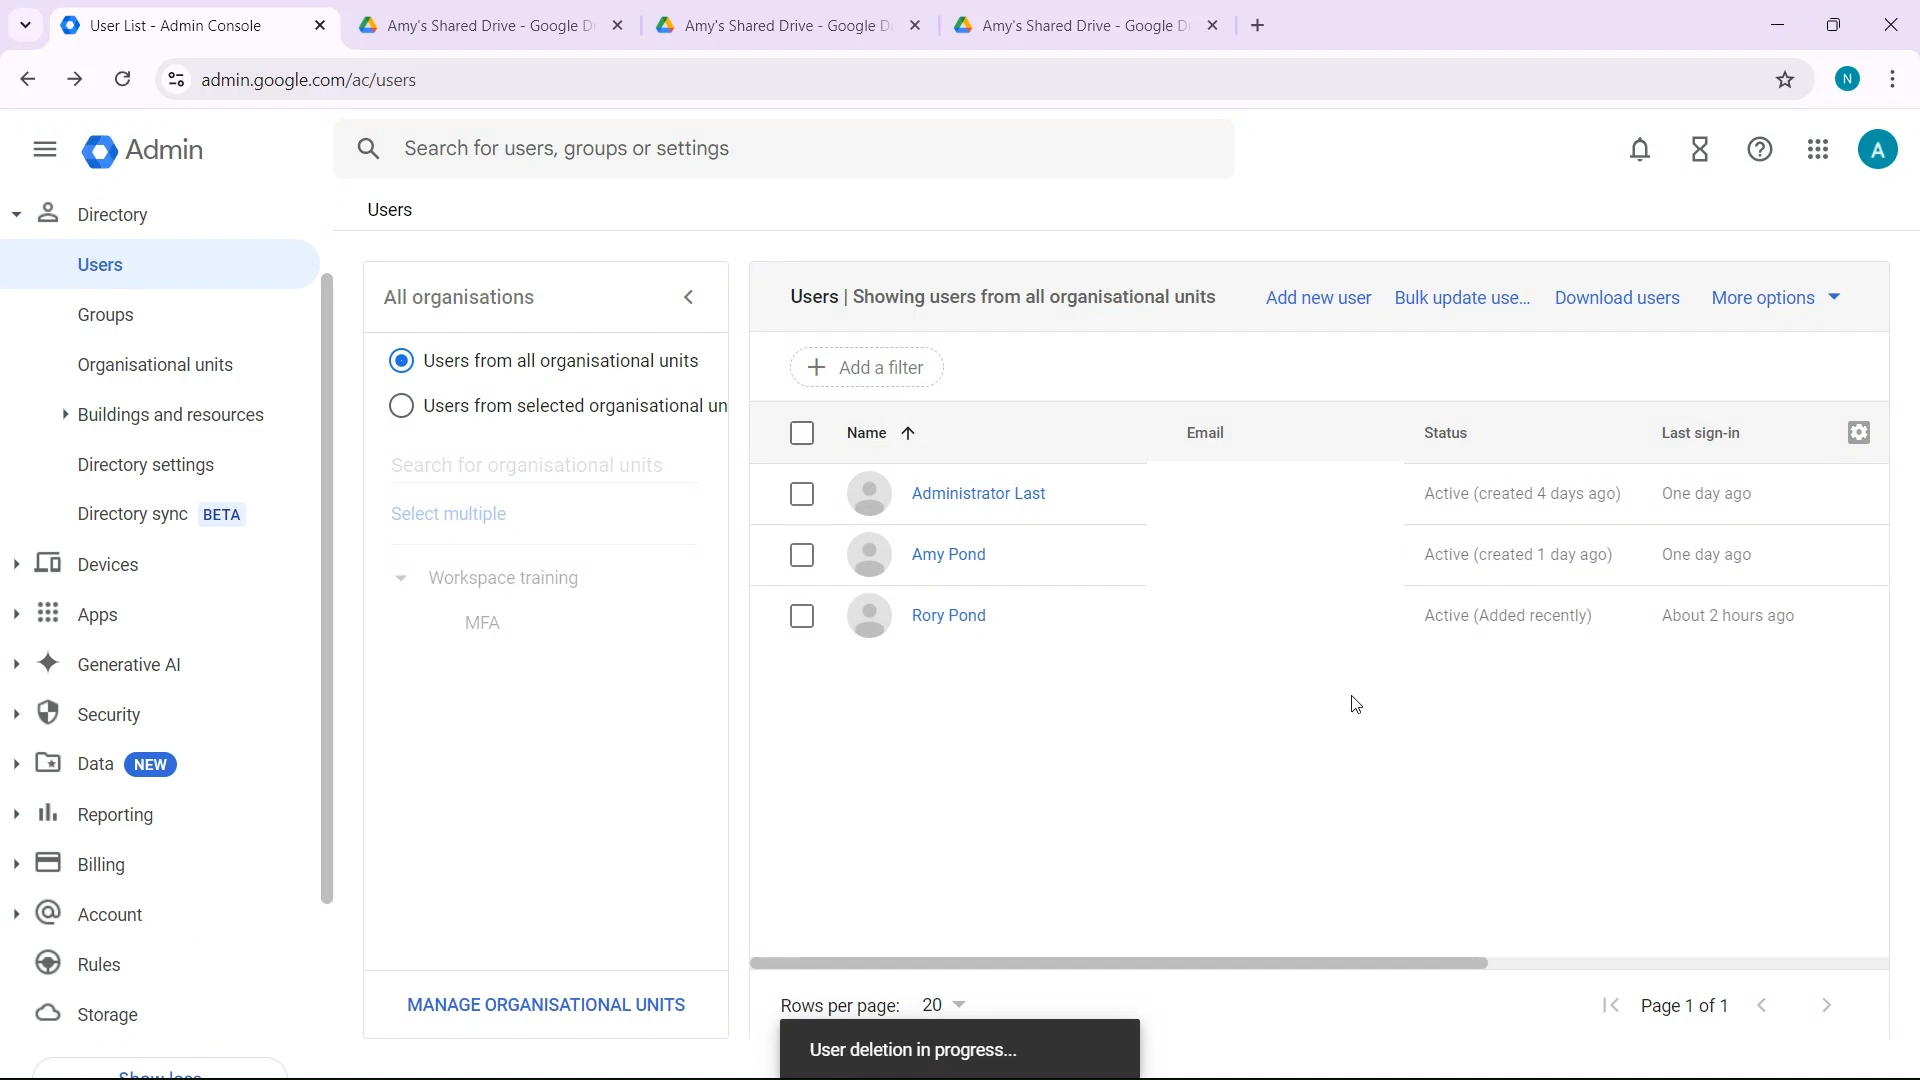 User List - Admin Console
Amy's Shared Drive - Google D
Amy's Shared Drive - Google D
Amy's Shared Drive - Google D
admin.google.com/ac/users
N
Admin
Search for users, groups or settings
A
Directory
Users
Groups
Organisational units
Buildings and resources
Directory settings
Directory sync BETA
Devices
Apps
Generative AI
Security
Data NEW
Reporting
Billing
Account
Rules
Storage
Show less
Users
All organisations
Users from all organisational units
Users from selected organisational un
Search for organisational units
Select multiple
Workspace training
MFA
MANAGE ORGANISATIONAL UNITS
Users | Showing users from all organisational units
Add new user
Bulk update use...
Download users
More options
Add a filter
Name Email Status Last sign-in
Administrator Last Active (created 4 days ago) One day ago
Amy Pond Active (created 1 day ago) One day ago
Rory Pond Active (Added recently) About 2 hours ago
Rows per page: 20
Page 1 of 1
User deletion in progress...